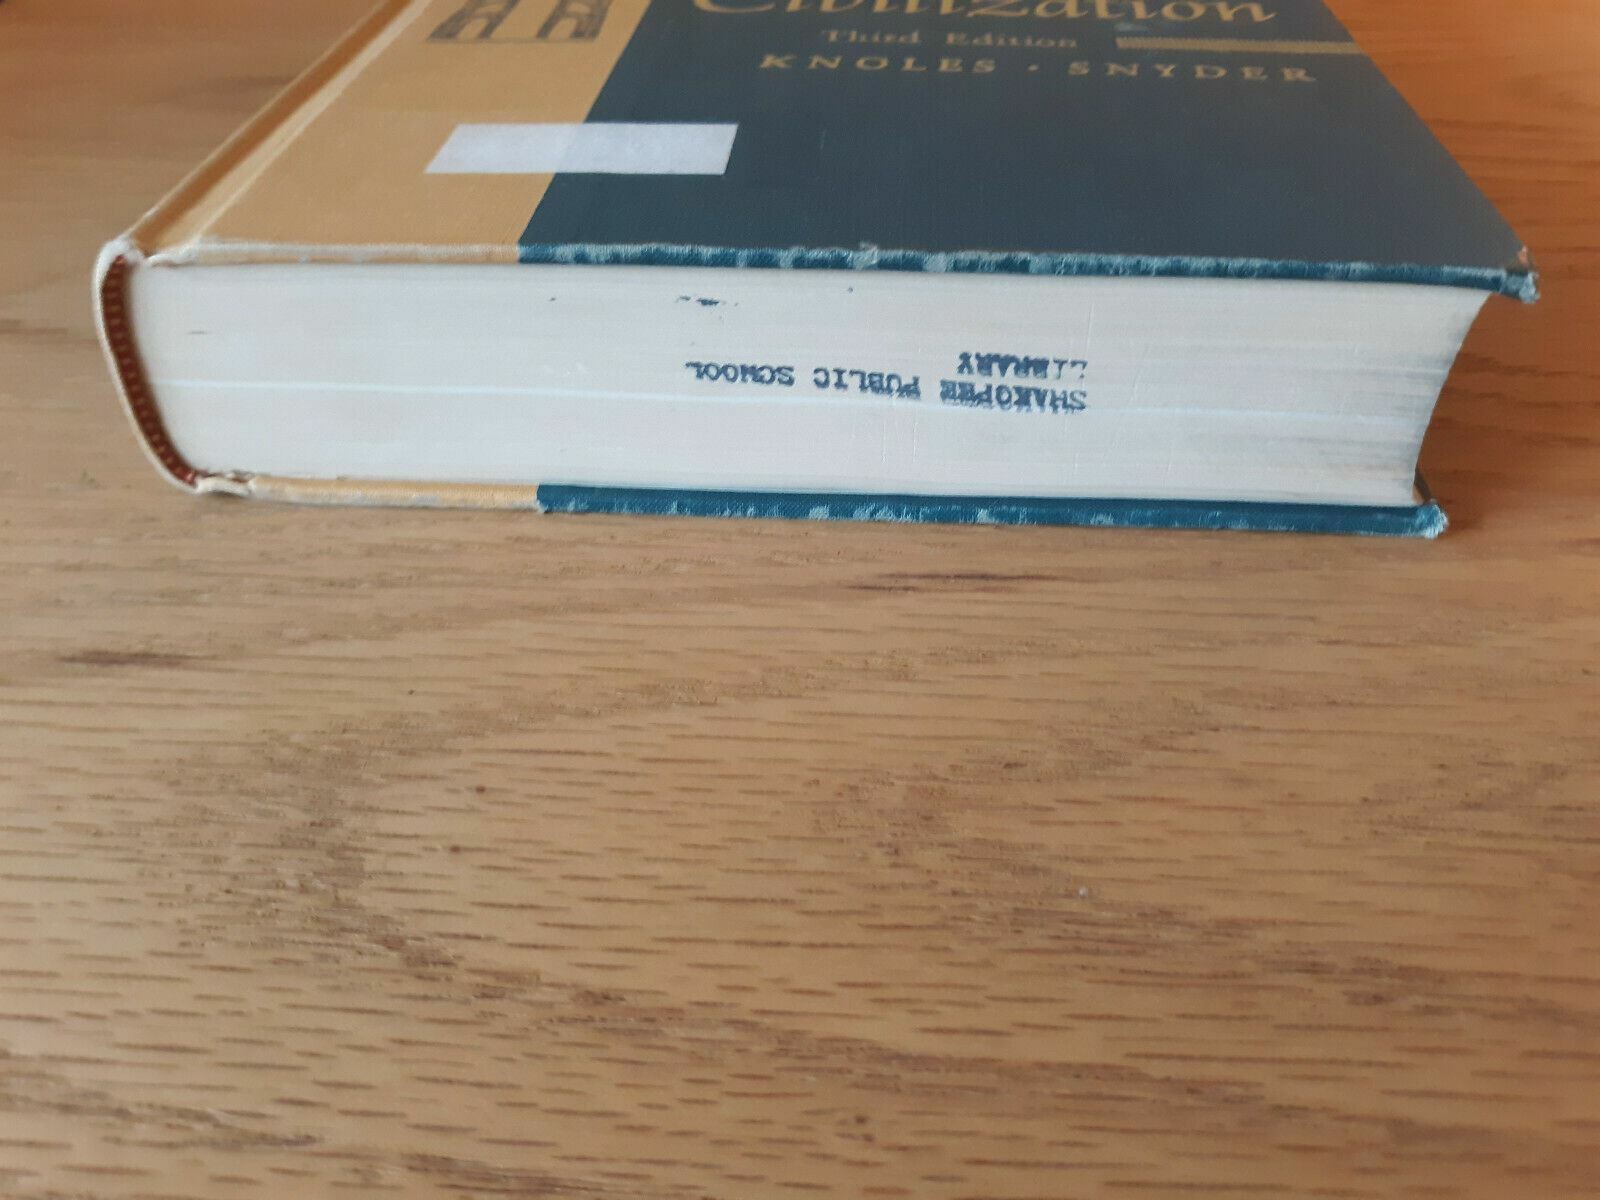 Civilization
Third Edition
KNOLES · SNYDER
SHAKOPEE PUBLIC SCHOOL
LIBRARY